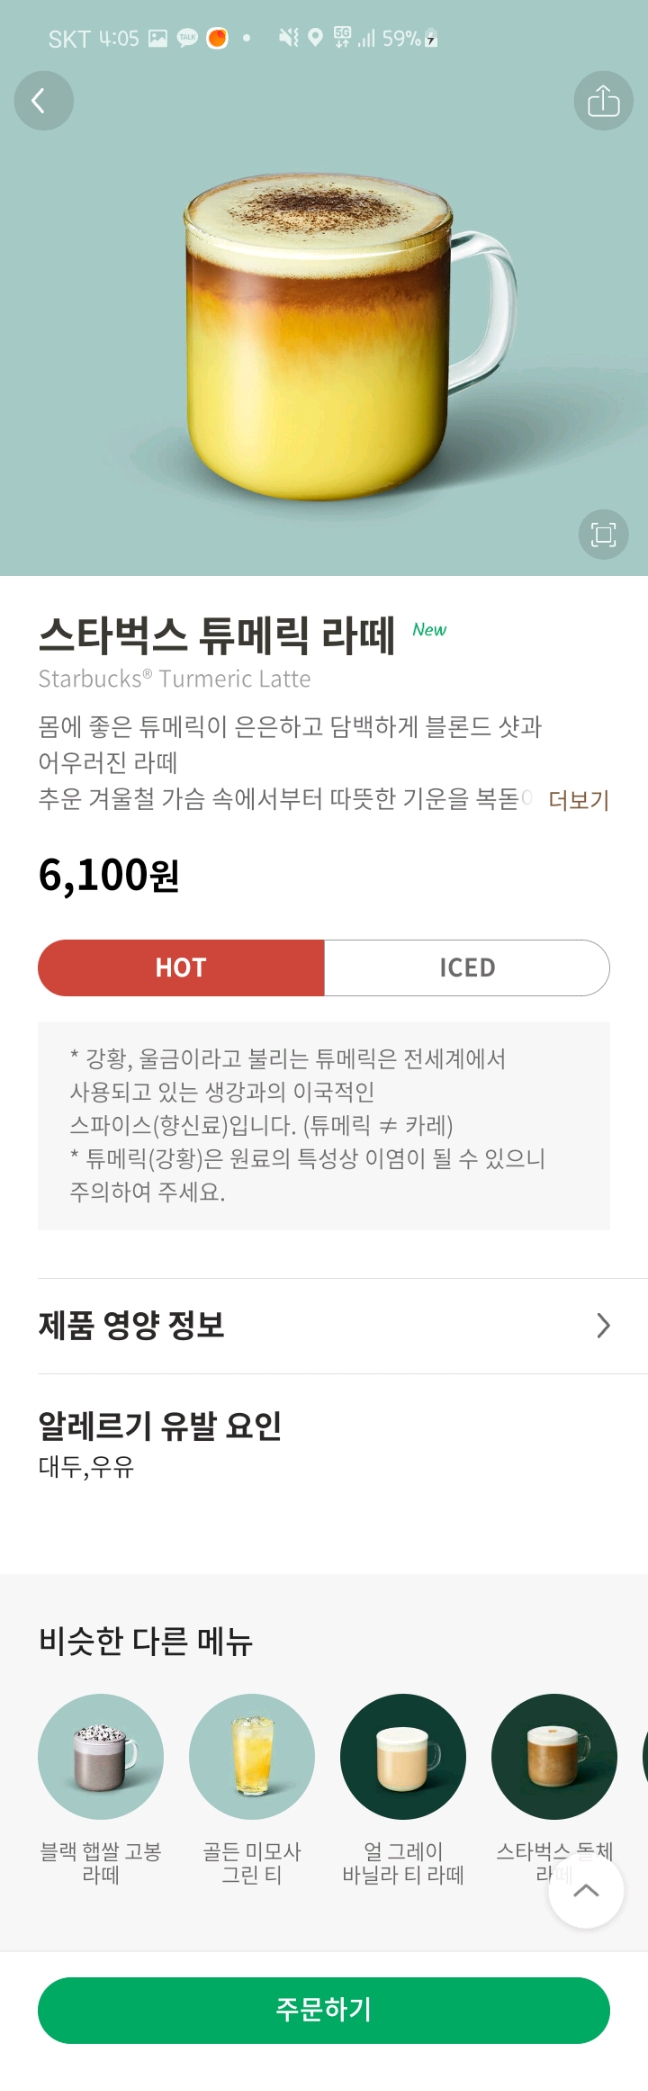 SKT 4:05
TALK
5G
59%
스타벅스 튜메릭 라떼 New
Starbucks® Turmeric Latte
몸에 좋은 튜메릭이 은은하고 담백하게 블론드 샷과
어우러진 라떼
추운 겨울철 가슴 속에서부터 따뜻한 기운을 복돋 더보기
6,100원
HOT
ICED
* 강황, 울금이라고 불리는 튜메릭은 전세계에서
사용되고 있는 생강과의 이국적인
스파이스(향신료)입니다. (튜메릭 ≠ 카레)
* 튜메릭(강황)은 원료의 특성상 이염이 될 수 있으니
주의하여 주세요.
제품 영양 정보
알레르기 유발 요인
대두,우유
비슷한 다른 메뉴
블랙 햅쌀 고봉
라떼
골든 미모사
그린 티
얼 그레이
바닐라 티 라떼
스타벅스 돌체
라떼
주문하기